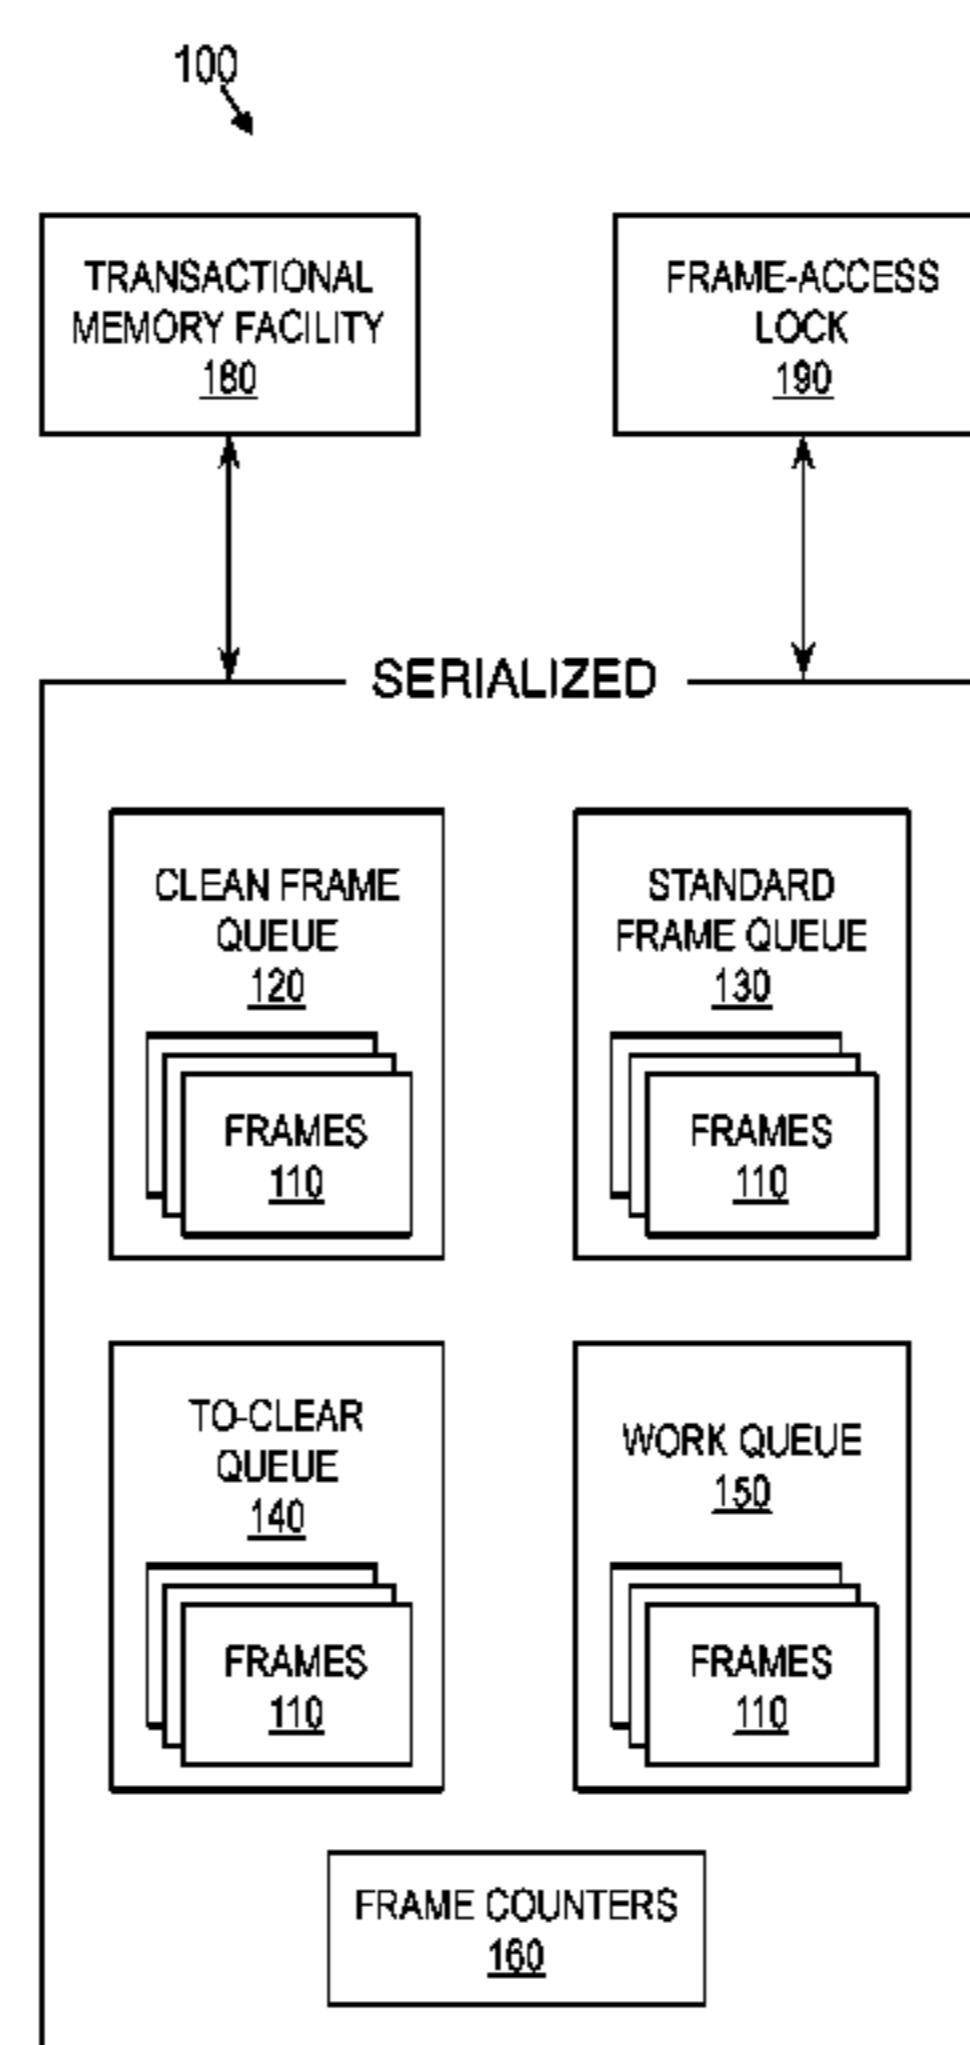 100
TRANSACTIONAL
MEMORY FACILITY
180
FRAME-ACCESS
LOCK
190
SERIALIZED
CLEAN FRAME
QUEUE
120
FRAMES
110
STANDARD
FRAME QUEUE
130
FRAMES
110
TO-CLEAR
QUEUE
140
FRAMES
110
WORK QUEUE
150
FRAMES
110
FRAME COUNTERS
160